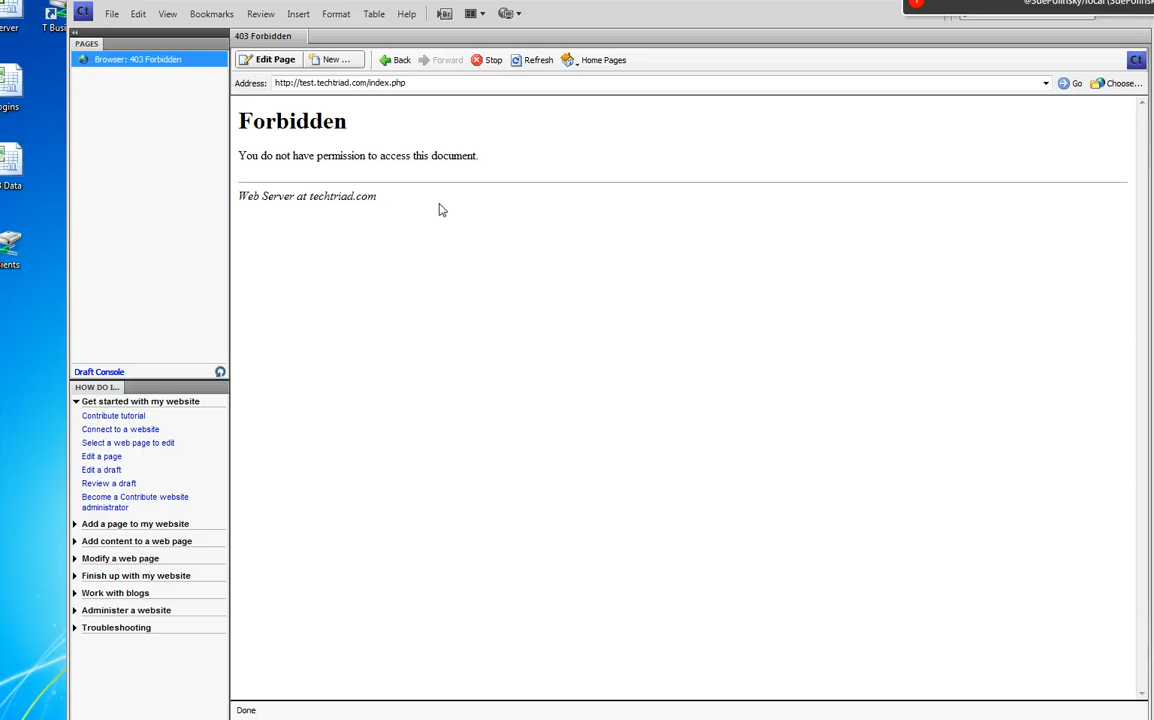 erver
T Busi
ogins
Data
ients
Ct
File Edit View Bookmarks Review Insert Format Table Help
Br
PAGES
Browser: 403 Forbidden
403 Forbidden
Edit Page New ... Back Forward Stop Refresh Home Pages
Ct
Address: http://test.techtriad.com/index.php Go Choose...
Forbidden
You do not have permission to access this document.
Web Server at techtriad.com
Draft Console
HOW DO I...
Get started with my website
Contribute tutorial
Connect to a website
Select a web page to edit
Edit a page
Edit a draft
Review a draft
Become a Contribute website
administrator
Add a page to my website
Add content to a web page
Modify a web page
Finish up with my website
Work with blogs
Administer a website
Troubleshooting
Done